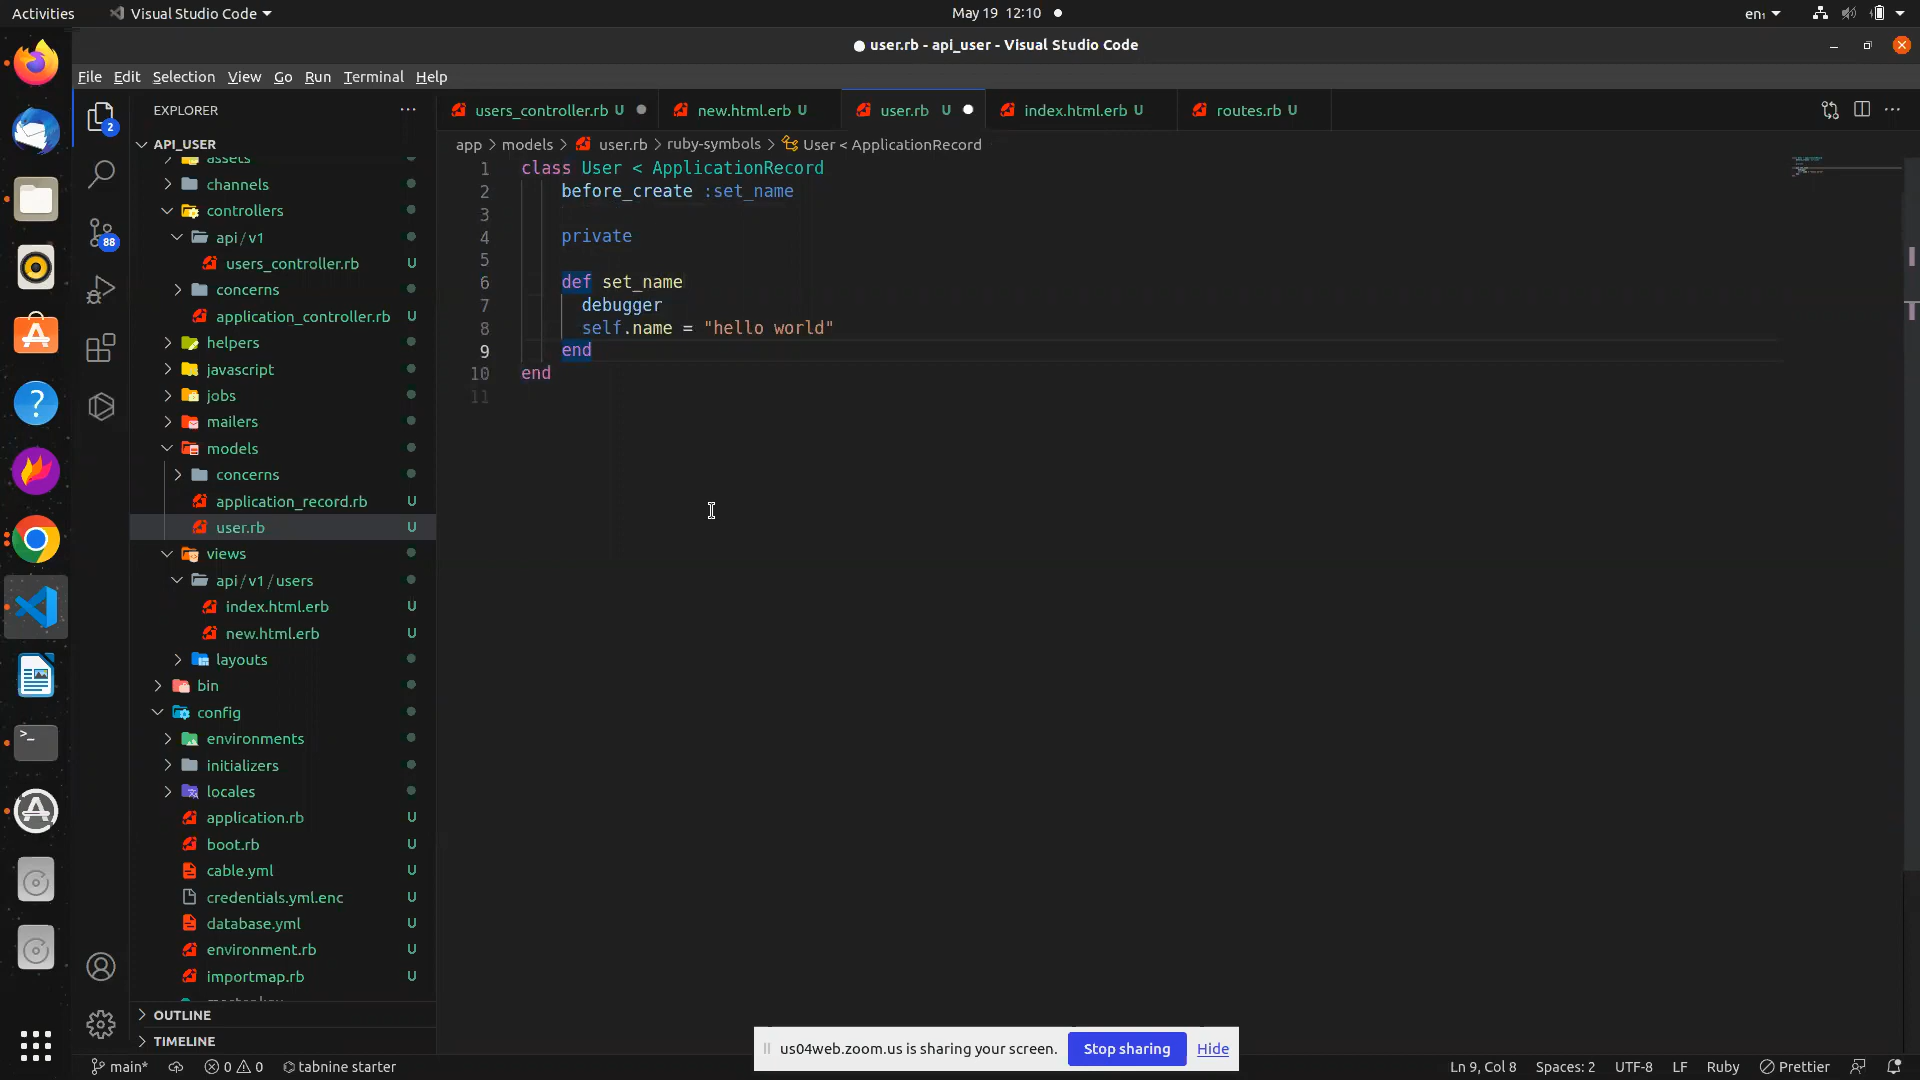 Activities
Visual Studio Code
May 19 12:10
en₁
user.rb - api_user - Visual Studio Code
File Edit Selection View Go Run Terminal Help
EXPLORER
users_controller.rb U
new.html.erb U
user.rb U
index.html.erb U
routes.rb U
app > models > user.rb > ruby-symbols > User < ApplicationRecord
API_USER
assets
channels
controllers
api / v1
users_controller.rb U
concerns
application_controller.rb U
helpers
javascript
jobs
mailers
models
concerns
application_record.rb U
user.rb U
views
api / v1 / users
index.html.erb U
new.html.erb U
layouts
bin
config
environments
initializers
locales
application.rb U
boot.rb U
cable.yml U
credentials.yml.enc U
database.yml U
environment.rb U
importmap.rb U
OUTLINE
TIMELINE
2
88
1 class User < ApplicationRecord
2 before_create :set_name
3
4 private
5
6 def set_name
7 debugger
8 self.name = "hello world"
9 end
10 end
11
us04web.zoom.us is sharing your screen.
Stop sharing
Hide
main*
0 0
tabnine starter
Ln 9, Col 8
Spaces: 2
UTF-8
LF
Ruby
Prettier